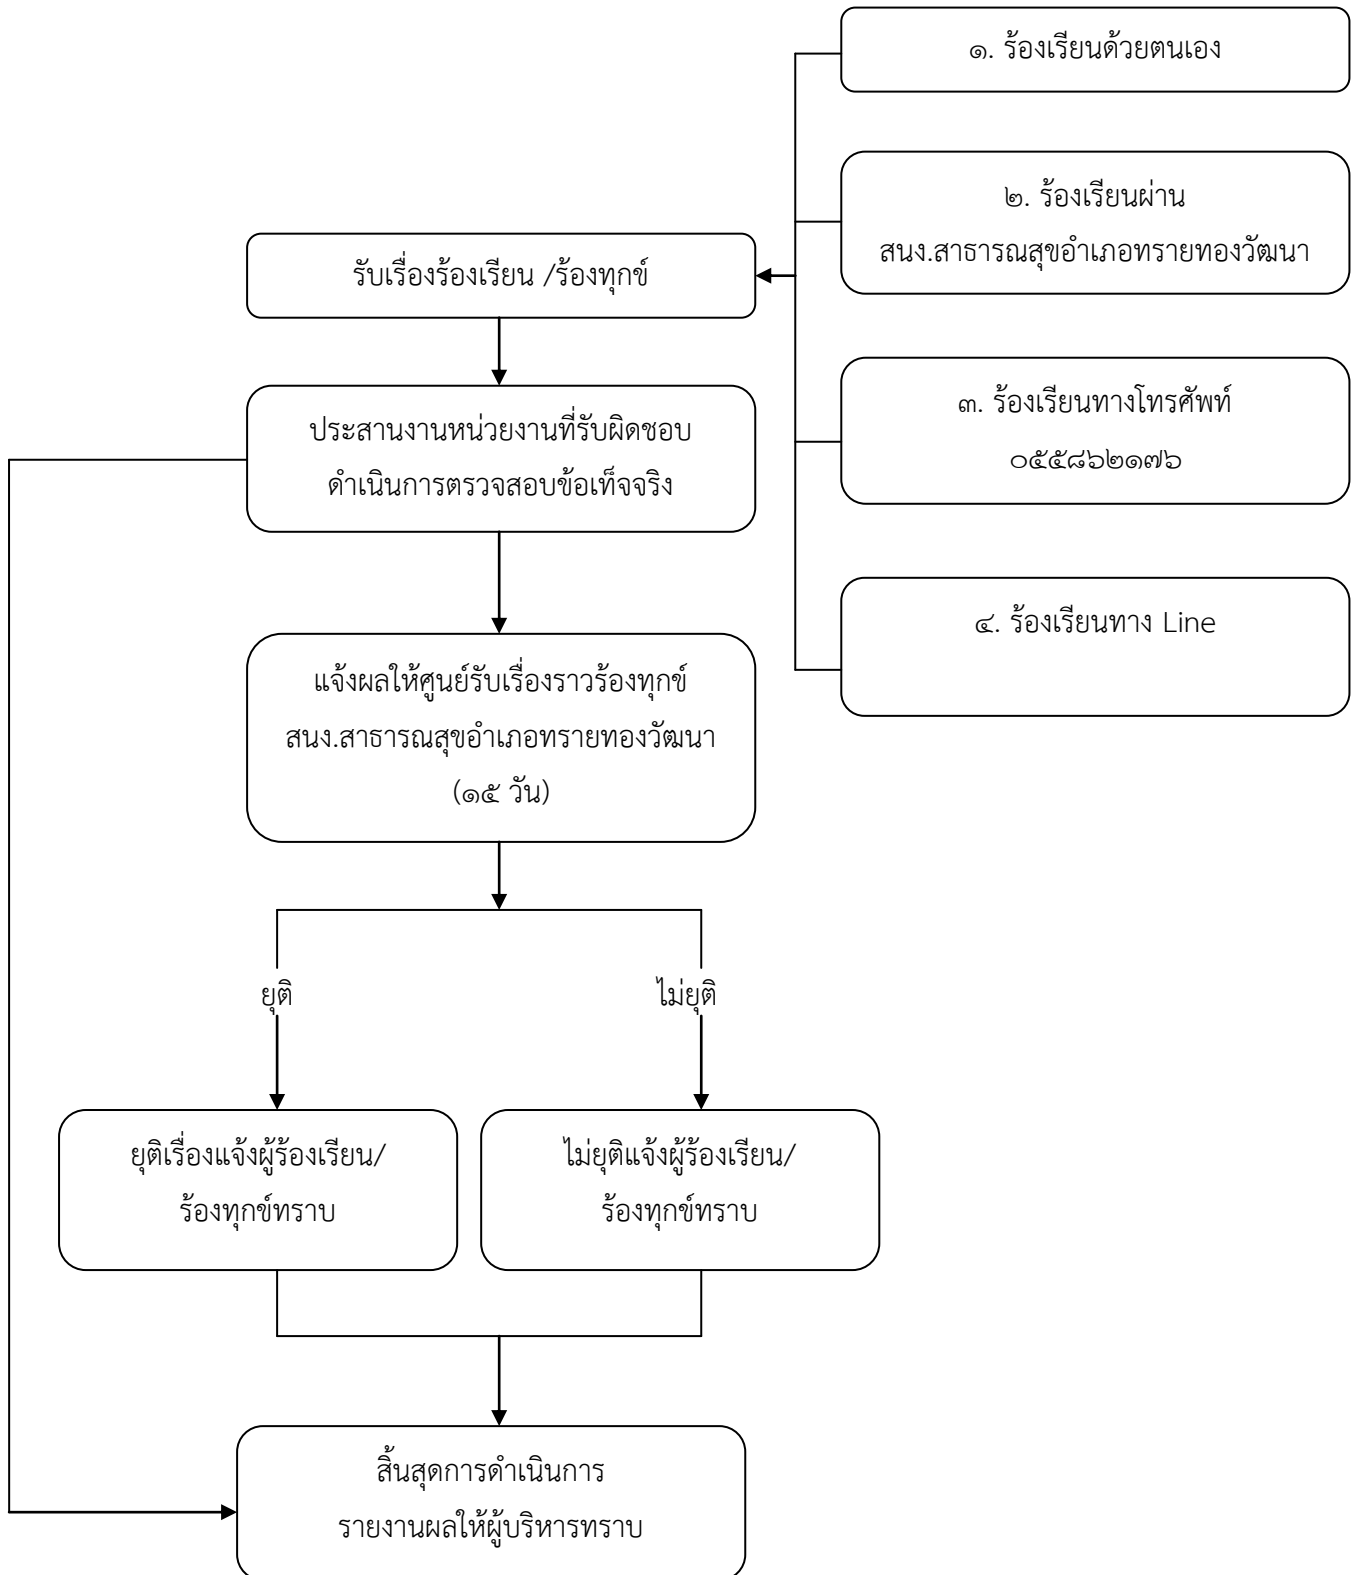 ๑. ร้องเรียนด้วยตนเอง
๒. ร้องเรียนผ่าน
สนง.สาธารณสุขอำเภอทรายทองวัฒนา
รับเรื่องร้องเรียน /ร้องทุกข์
๓. ร้องเรียนทางโทรศัพท์
๐๕๕๘๖๒๑๗๖
ประสานงานหน่วยงานที่รับผิดชอบ
ดำเนินการตรวจสอบข้อเท็จจริง
๔. ร้องเรียนทาง Line
แจ้งผลให้ศูนย์รับเรื่องราวร้องทุกข์
สนง.สาธารณสุขอำเภอทรายทองวัฒนา
(๑๕ วัน)
ยุติ
ไม่ยุติ
ยุติเรื่องแจ้งผู้ร้องเรียน/
ร้องทุกข์ทราบ
ไม่ยุติแจ้งผู้ร้องเรียน/
ร้องทุกข์ทราบ
สิ้นสุดการดำเนินการ
รายงานผลให้ผู้บริหารทราบ